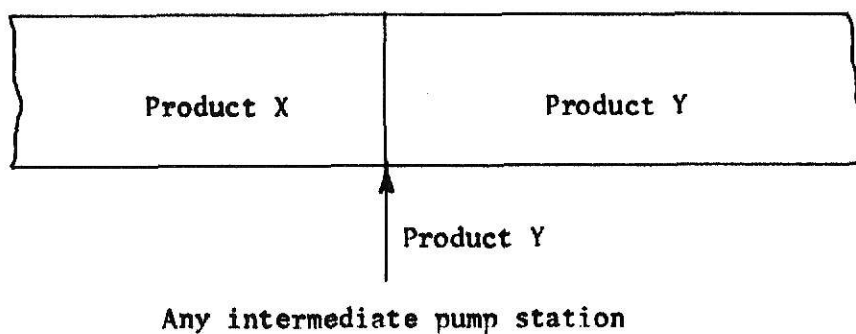 Product X
Product Y
Product Y
Any intermediate pump station